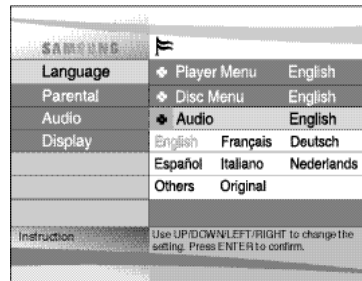 SAMSUNG
Language
Player Menu English
Parental
Disc Menu English
Audio
Audio English
Display
English Français Deutsch
Español Italiano Nederlands
Others Original
Instruction
Use UP/DOWN/LEFT/RIGHT to change the
setting. Press ENTER to confirm.